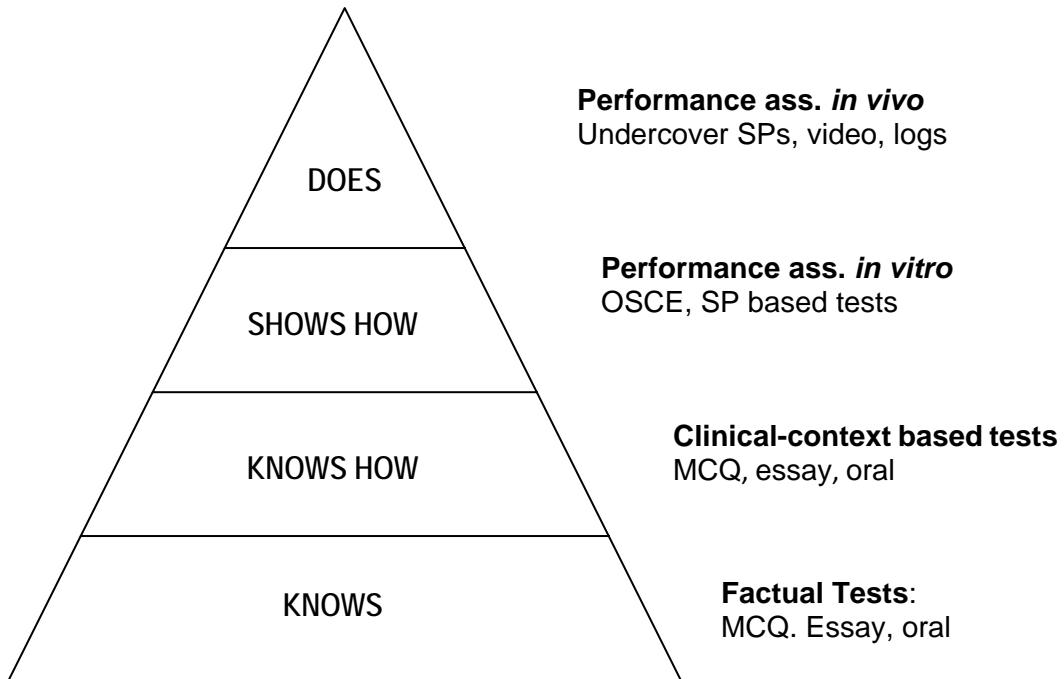 Performance ass. in vivo
Undercover SPs, video, logs
DOES
Performance ass. in vitro
OSCE, SP based tests
SHOWS HOW
Clinical-context based tests
MCQ, essay, oral
KNOWS HOW
Factual Tests:
MCQ. Essay, oral
KNOWS